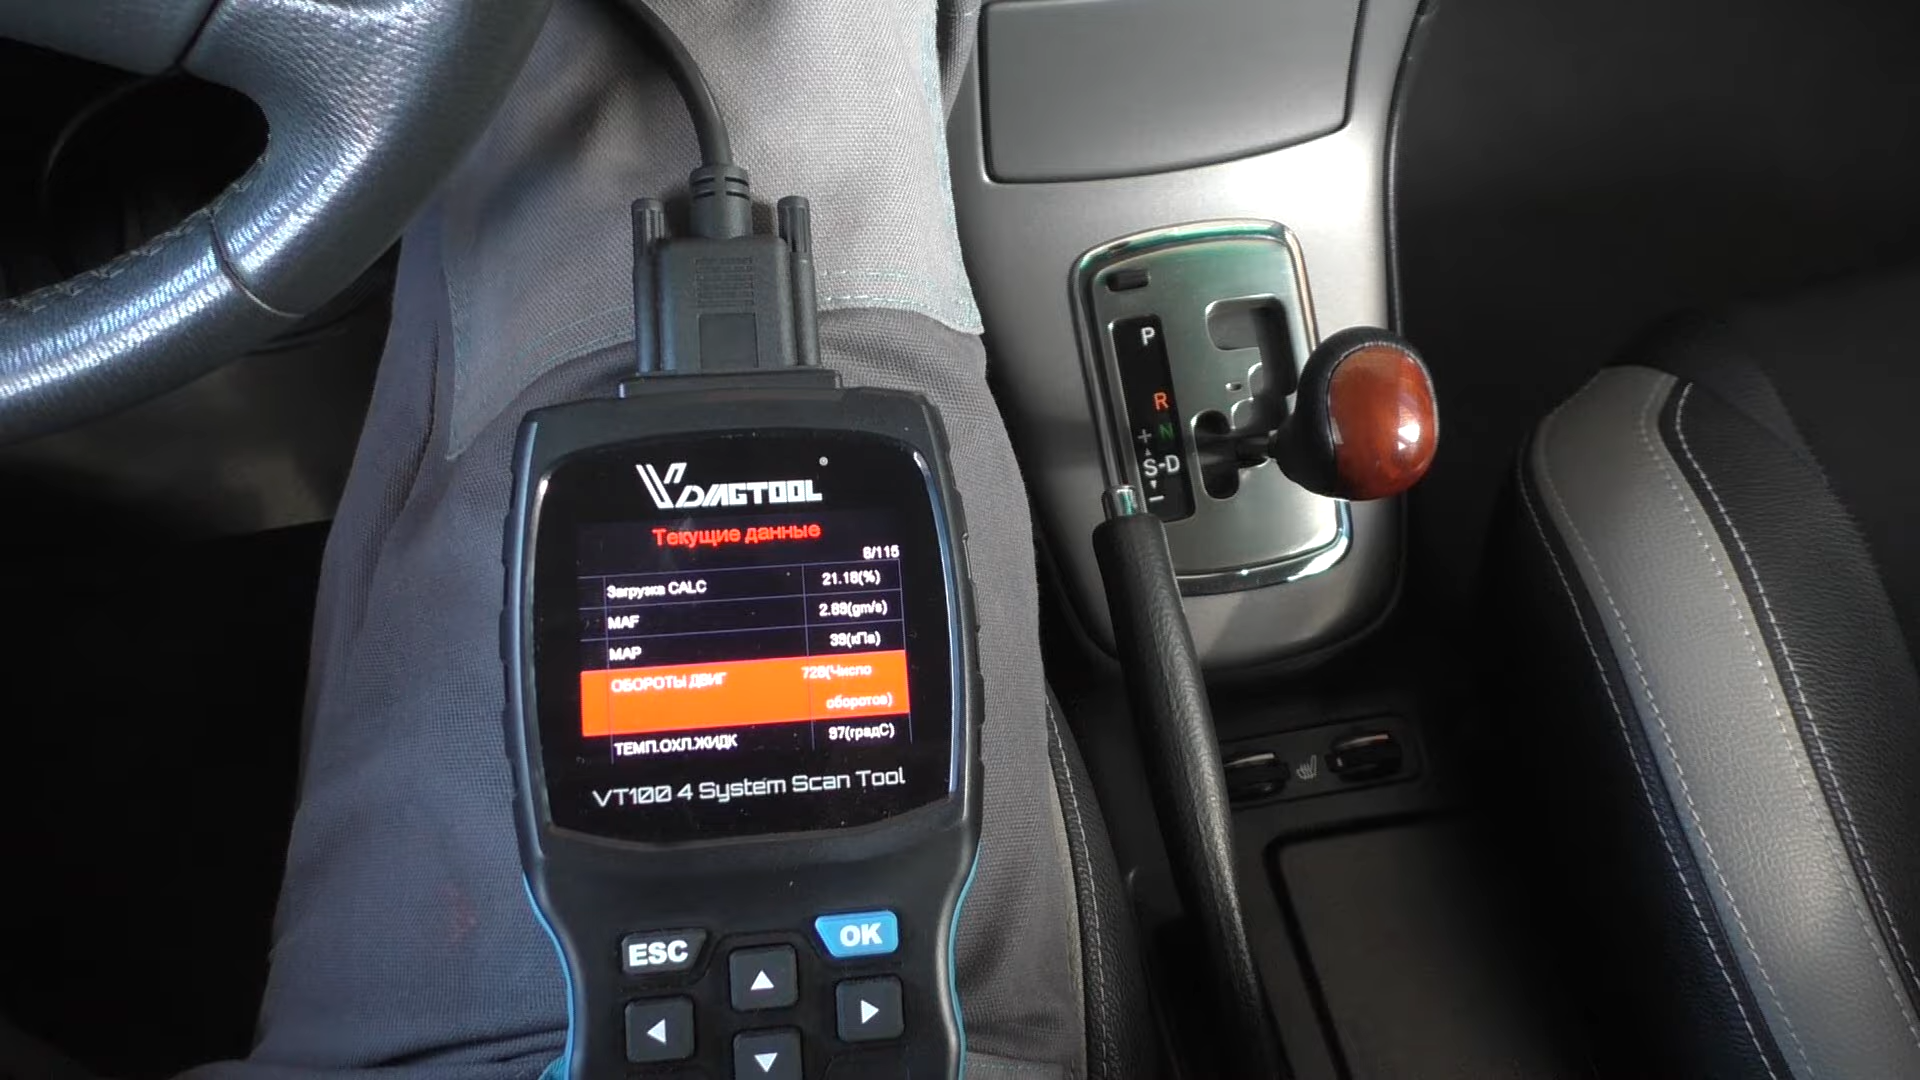 VDIAGTOOL
Текущие данные
6/115
Загрузка CALC 21.18(%)
MAF 2.89(gm/s)
MAP 39(кПа)
ОБОРОТЫ ДВИГ 728(Число
оборотов)
ТЕМП.ОХЛ.ЖИДК 97(градС)
VT100 4 System Scan Tool
ESC
OK
P
R
+ N
S-D
−